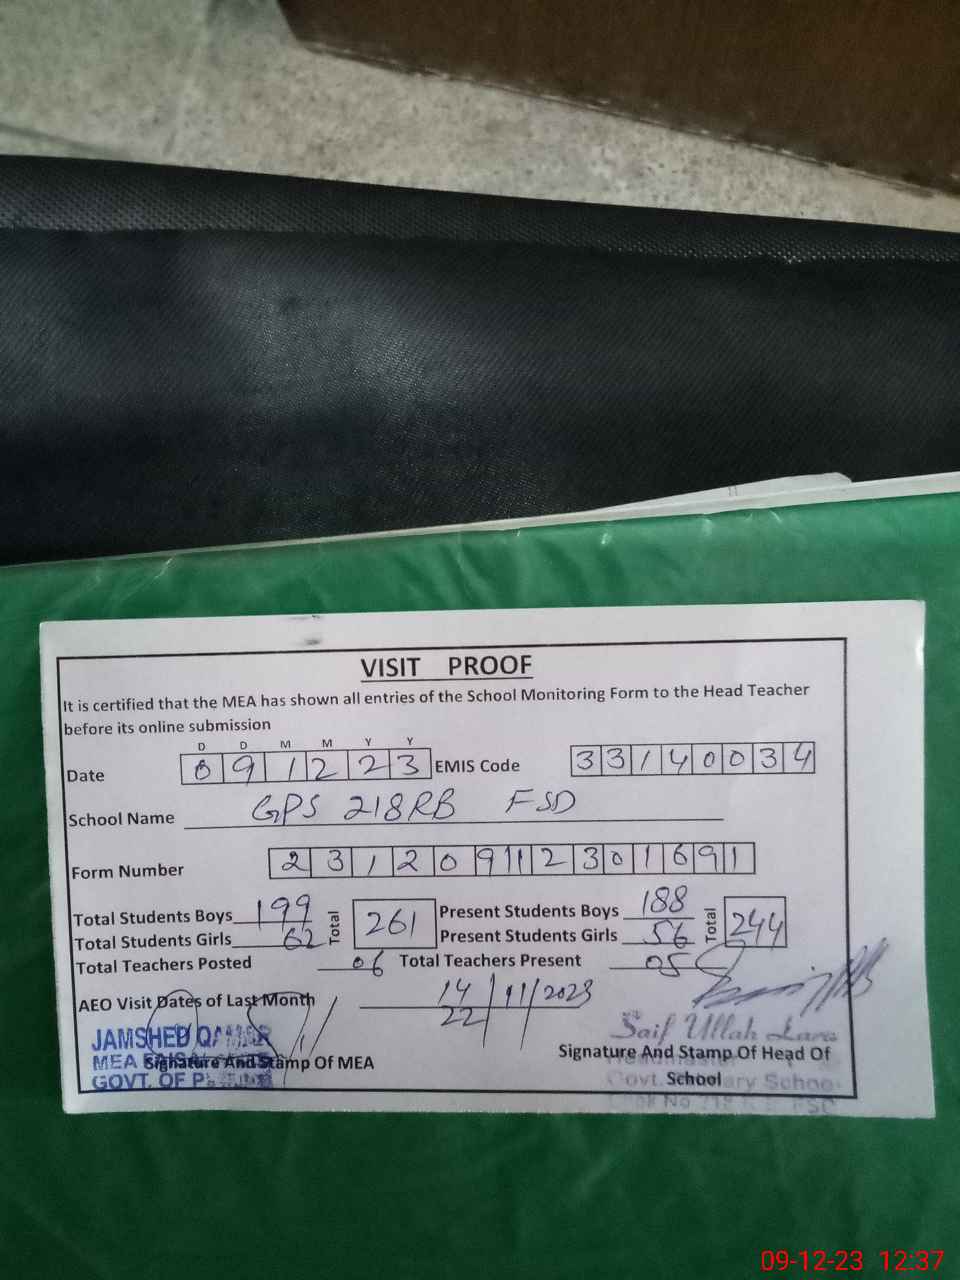 VISIT PROOF
It is certified that the MEA has shown all entries of the School Monitoring Form to the Head Teacher
before its online submission
D D M M Y Y
Date 0 9 1 2 2 3 EMIS Code 3 3 1 4 0 0 3 4
School Name GPS 218RB FSD
Form Number 2 3 1 2 0 9 11 2 3 0 1 6 9 1
Total Students Boys 199 Total 261 Present Students Boys 188 Total 244
Total Students Girls 62 Present Students Girls 56
Total Teachers Posted 06 Total Teachers Present 05
AEO Visit Dates of Last Month 14/11/2023
22
JAMSHED QAMAR Saif Ullah
MEA Signature And Stamp Of MEA Signature And Stamp Of Head Of
GOVT. OF Govt. School
09-12-23 12:37